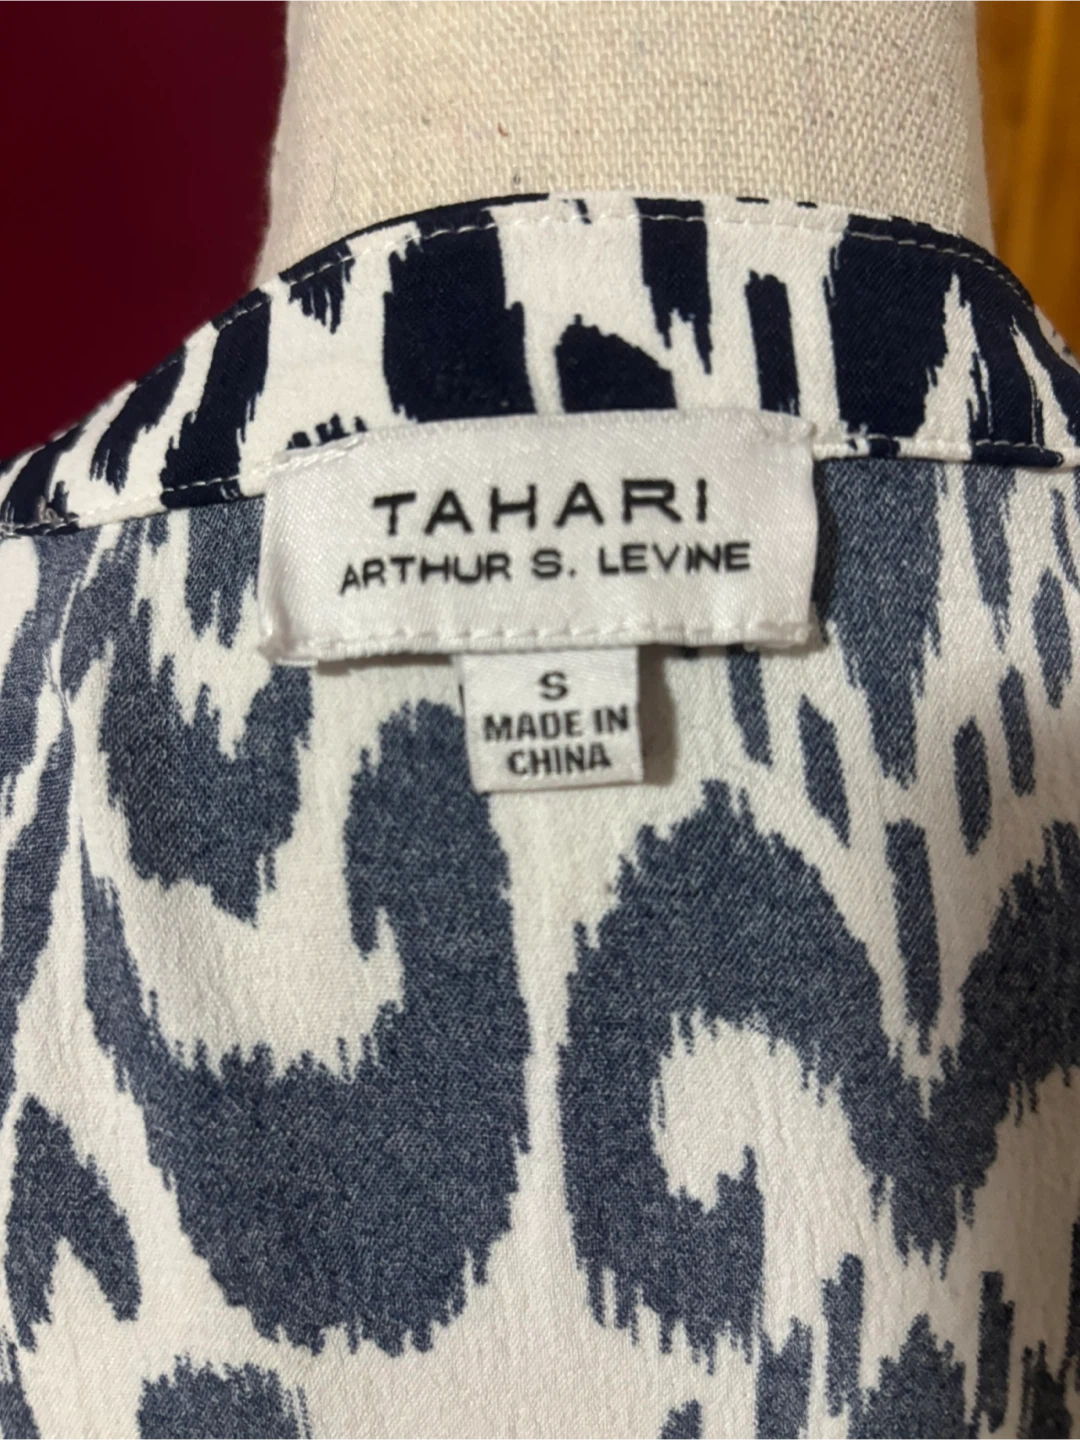 TAHARI
ARTHUR S. LEVINE
S
MADE IN
CHINA